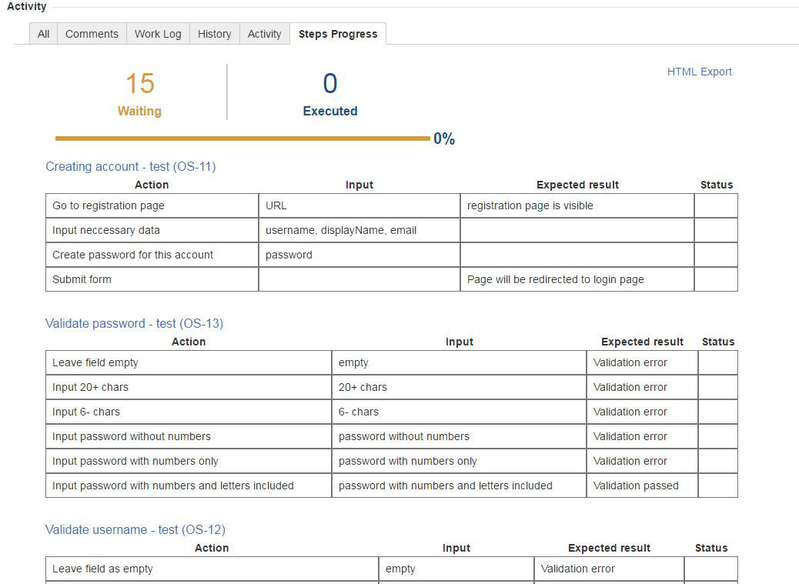 Activity
All Comments Work Log History Activity Steps Progress
HTML Export
15 0
Waiting Executed
0%
Creating account - test (OS-11)
Action Input Expected result Status
Go to registration page URL registration page is visible
Input neccessary data username, displayName, email
Create password for this account password
Submit form Page will be redirected to login page
Validate password - test (OS-13)
Action Input Expected result Status
Leave field empty empty Validation error
Input 20+ chars 20+ chars Validation error
Input 6- chars 6- chars Validation error
Input password without numbers password without numbers Validation error
Input password with numbers only password with numbers only Validation error
Input password with numbers and letters included password with numbers and letters included Validation passed
Validate username - test (OS-12)
Action Input Expected result Status
Leave field as empty empty Validation error